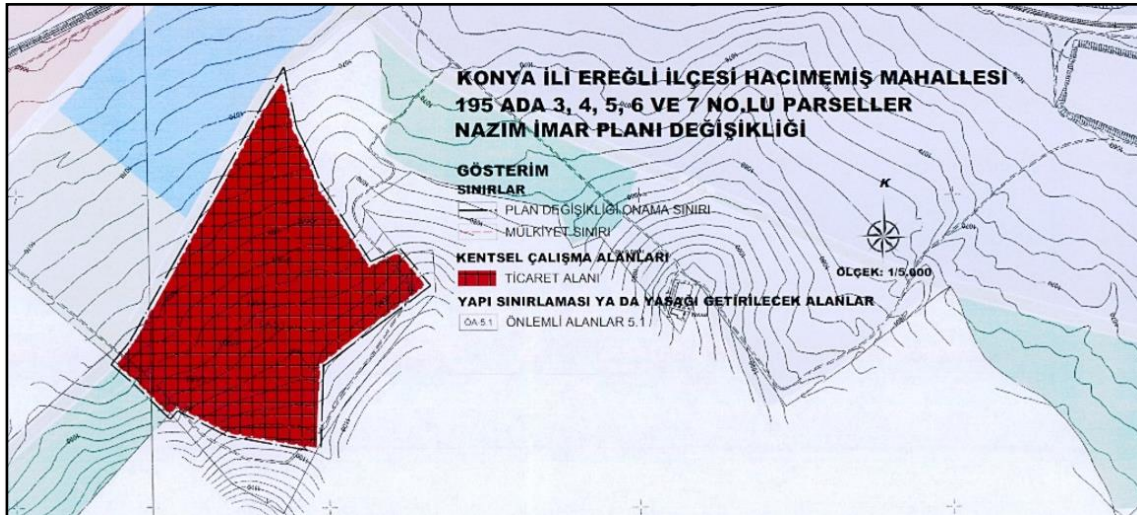 KONYA İLİ EREĞLİ İLÇESİ HACIMEMİŞ MAHALLESİ
195 ADA 3, 4, 5, 6 VE 7 NO,LU PARSELLER
NAZIM İMAR PLANI DEĞİŞİKLİĞİ
GÖSTERİM
SINIRLAR
PLAN DEĞİŞİKLİĞİ ONAMA SINIRI
MÜLKİYET SINIRI
KENTSEL ÇALIŞMA ALANLARI
TİCARET ALANI
YAPI SINIRLAMASI YA DA YASAĞI GETİRİLECEK ALANLAR
ÖA 5.1 ÖNLEMLİ ALANLAR 5.1
K
ÖLÇEK: 1/5.000